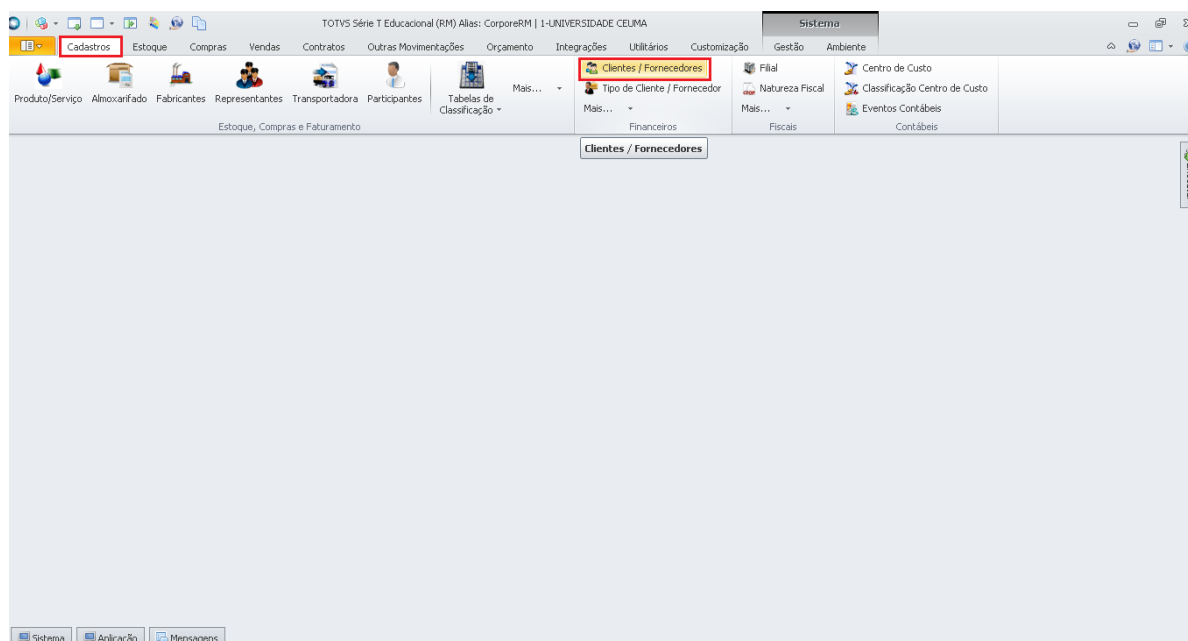 TOTVS Série T Educacional (RM) Alias: CorporeRM | 1-UNIVERSIDADE CEUMA
Sistema
Cadastros Estoque Compras Vendas Contratos Outras Movimentações Orçamento Integrações Utilitários Customização Gestão Ambiente
Produto/Serviço Almoxarifado Fabricantes Representantes Transportadora Participantes Tabelas de
Classificação
Mais...
Estoque, Compras e Faturamento
Clientes / Fornecedores
Tipo de Cliente / Fornecedor
Mais...
Financeiros
Filial
Natureza Fiscal
Mais...
Fiscais
Centro de Custo
Classificação Centro de Custo
Eventos Contábeis
Contábeis
Clientes / Fornecedores
Sistema Aplicação Mensagens